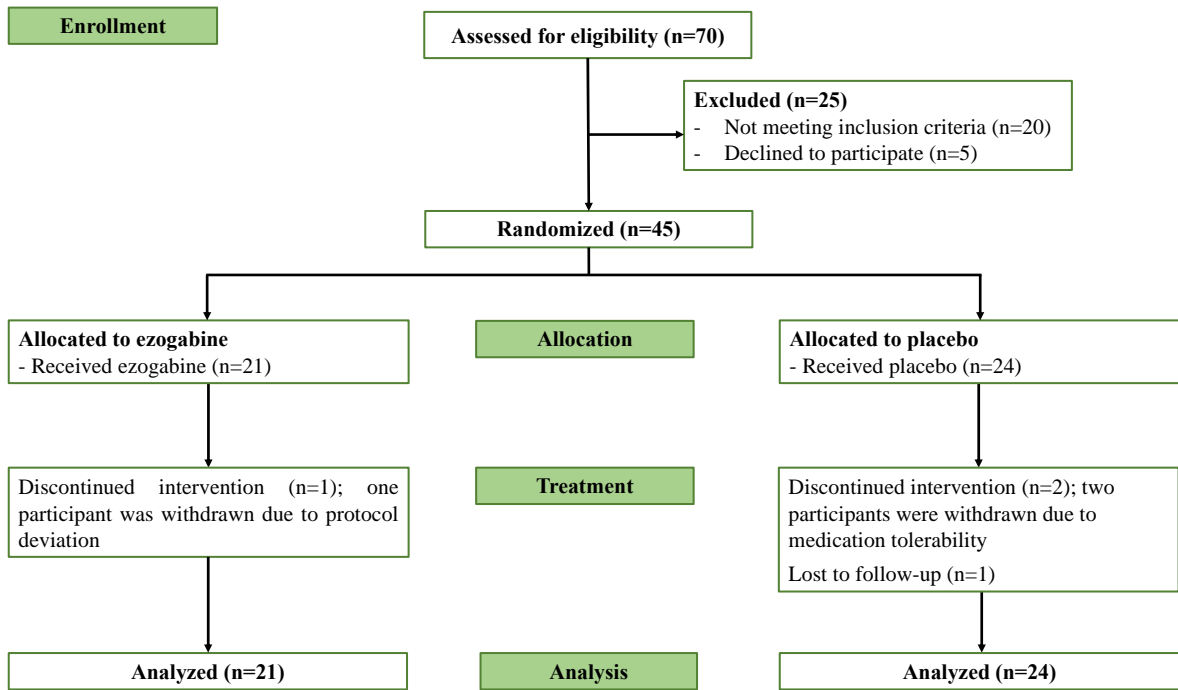 Enrollment
Assessed for eligibility (n=70)
Excluded (n=25)
- Not meeting inclusion criteria (n=20)
- Declined to participate (n=5)
Randomized (n=45)
Allocated to ezogabine
- Received ezogabine (n=21)
Allocation
Allocated to placebo
- Received placebo (n=24)
Discontinued intervention (n=1); one
participant was withdrawn due to protocol
deviation
Treatment
Discontinued intervention (n=2); two
participants were withdrawn due to
medication tolerability
Lost to follow-up (n=1)
Analyzed (n=21)
Analysis
Analyzed (n=24)